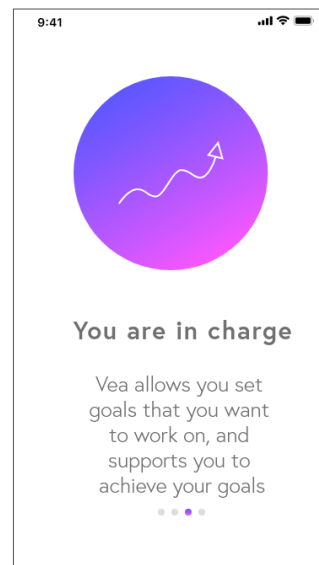 9:41
You are in charge
Vea allows you set
goals that you want
to work on, and
supports you to
achieve your goals